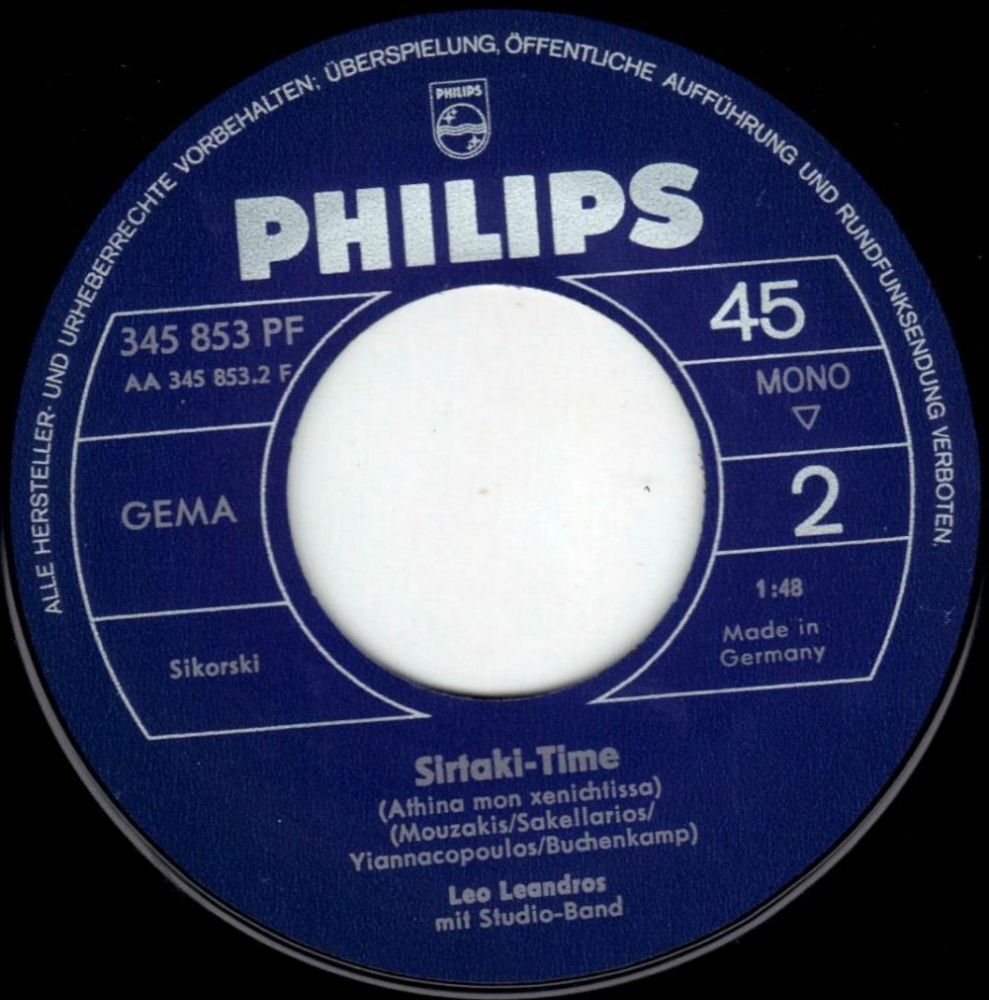 ALLE HERSTELLER- UND URHEBERRECHTE VORBEHALTEN; ÜBERSPIELUNG, ÖFFENTLICHE AUFFÜHRUNG UND RUNDFUNKSENDUNG VERBOTEN.
PHILIPS
PHILIPS
345 853 PF
AA 345 853.2 F
GEMA
Sikorski
45
MONO
2
1:48
Made in
Germany
Sirtaki-Time
(Athina mon xenichtissa)
(Mouzakis/Sakellarios/
Yiannacopoulos/Buchenkamp)
Leo Leandros
mit Studio-Band